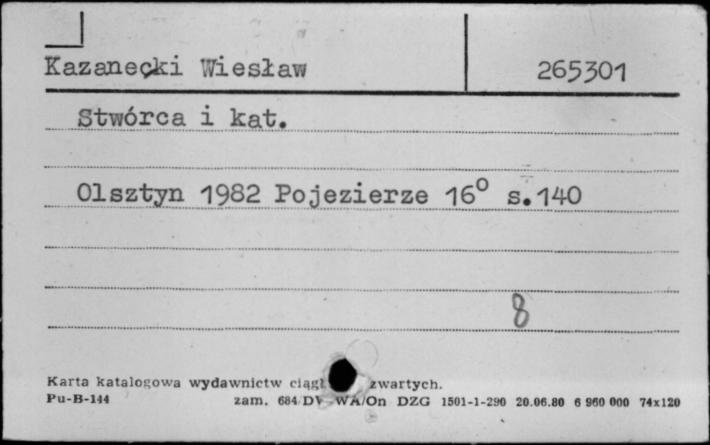 Kazanecki Wiesław 265301
Stwórca i kat.
Olsztyn 1982 Pojezierze 16° s.140
8
Karta katalogowa wydawnictw ciągł zwartych.
Pu-B-144 zam. 684/DV WA/On DZG 1501-1-290 20.06.80 6 960 000 74x120